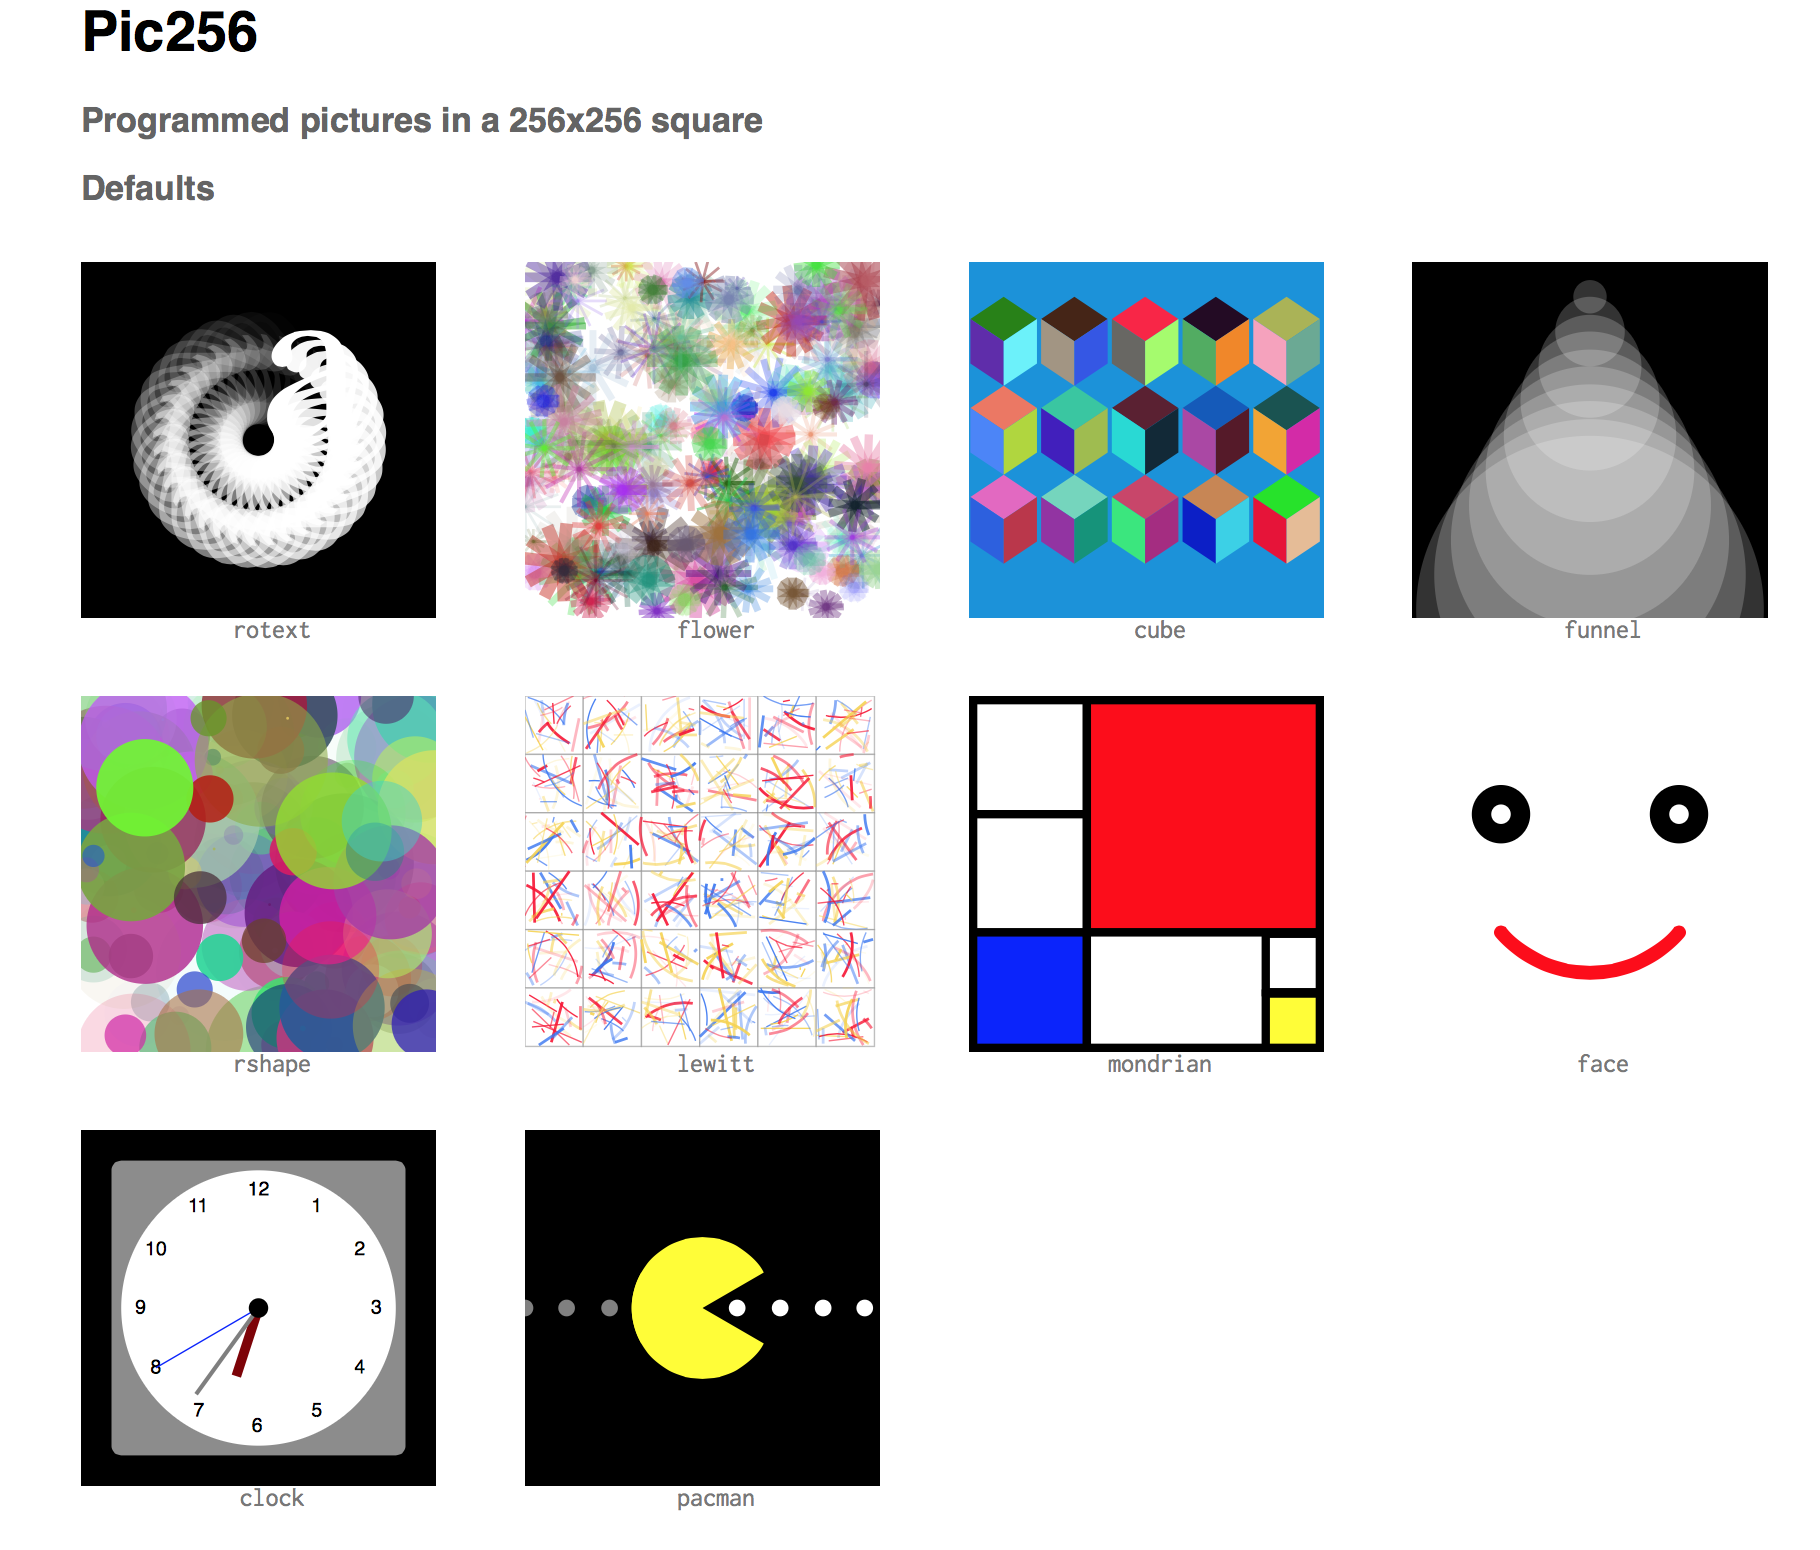 Pic256
Programmed pictures in a 256x256 square
Defaults
rotext
flower
cube
funnel
rshape
lewitt
mondrian
face
12
11
1
10
2
9
3
8
4
7
5
6
clock
pacman